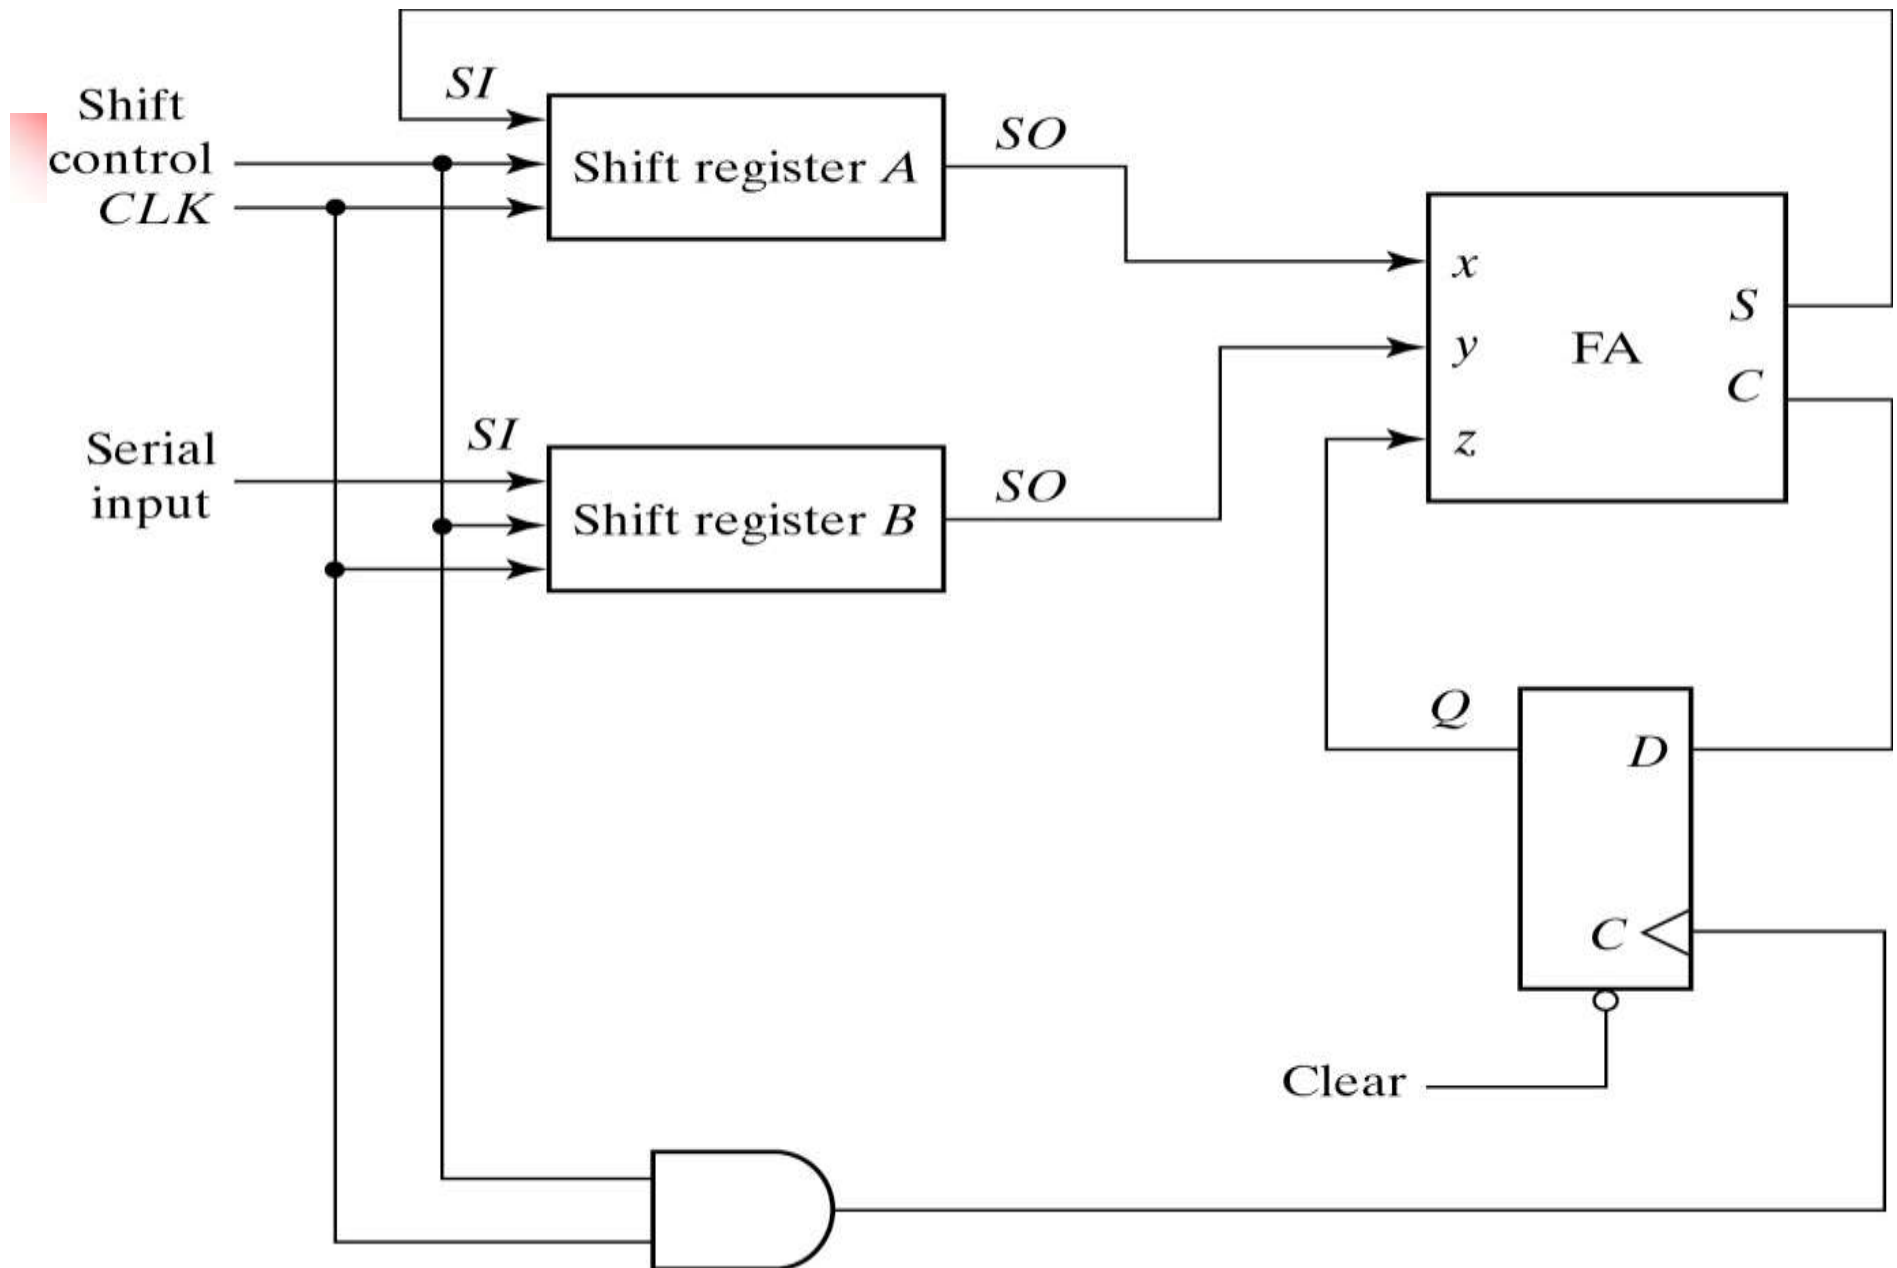 SI
Shift
control
CLK
Shift register A
SO
x
y
z
FA
S
C
Serial
input
SI
Shift register B
SO
Q
D
C
Clear